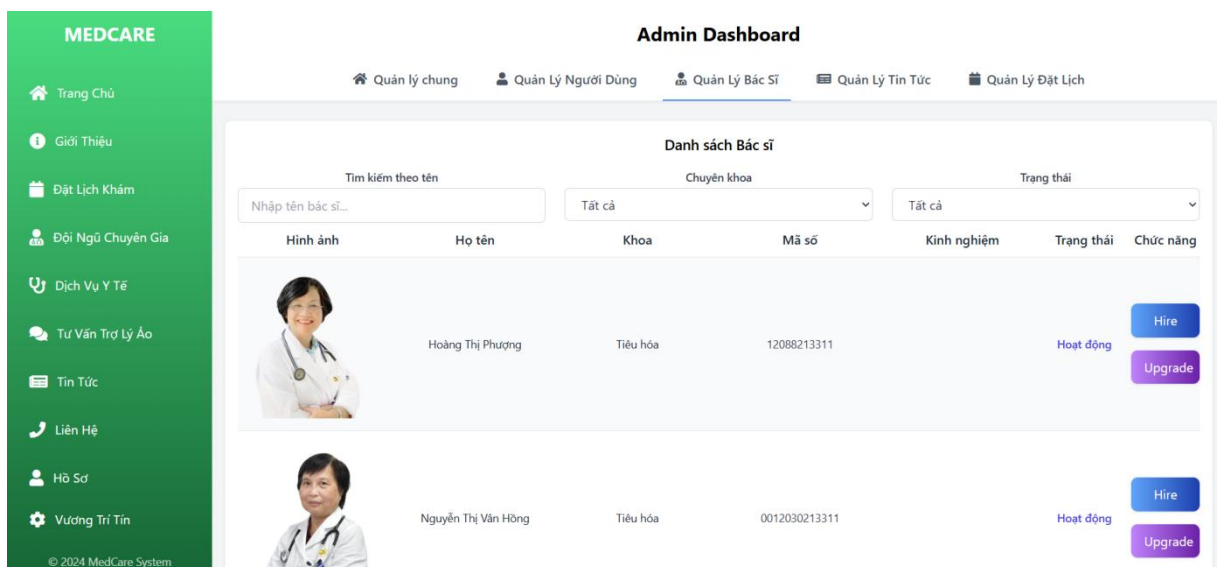 MEDCARE
Trang Chủ
Giới Thiệu
Đặt Lịch Khám
Đội Ngũ Chuyên Gia
Dịch Vụ Y Tế
Tư Vấn Trợ Lý Ảo
Tin Tức
Liên Hệ
Hồ Sơ
Vương Trí Tín
© 2024 MedCare System
Admin Dashboard
Quản lý chung Quản Lý Người Dùng Quản Lý Bác Sĩ Quản Lý Tin Tức Quản Lý Đặt Lịch
Danh sách Bác sĩ
Tìm kiếm theo tên Chuyên khoa Trạng thái
Nhập tên bác sĩ... Tất cả Tất cả
Hình ảnh Họ tên Khoa Mã số Kinh nghiệm Trạng thái Chức năng
Hoàng Thị Phượng Tiêu hóa 12088213311 Hoạt động Hire
Upgrade
Nguyễn Thị Vân Hồng Tiêu hóa 0012030213311 Hoạt động Hire
Upgrade